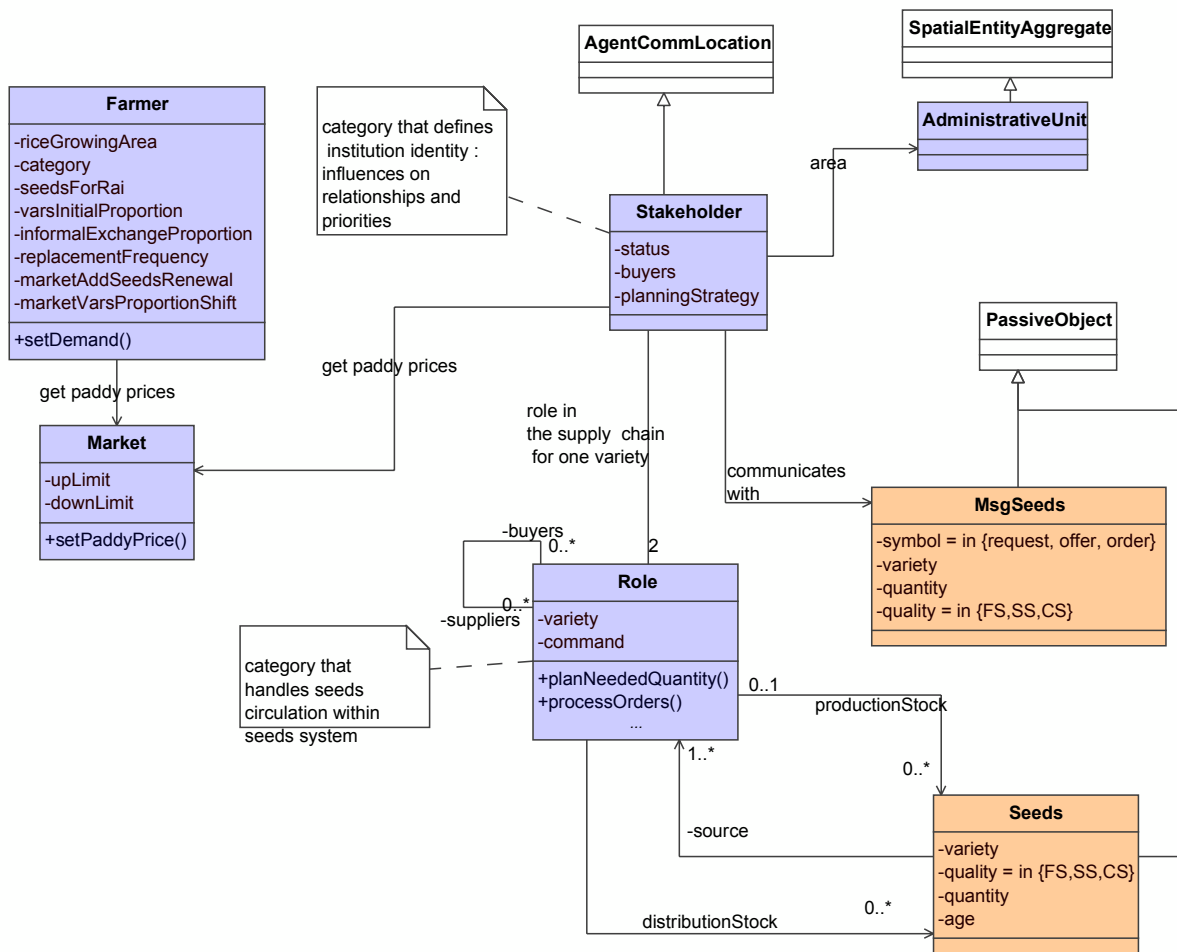 AgentCommLocation
SpatialEntityAggregate
Farmer
-riceGrowingArea
-category
-seedsForRai
-varsInitialProportion
-informalExchangeProportion
-replacementFrequency
-marketAddSeedsRenewal
-marketVarsProportionShift
+setDemand()
category that defines
institution identity :
influences on
relationships and
priorities
AdministrativeUnit
area
Stakeholder
-status
-buyers
-planningStrategy
PassiveObject
get paddy prices
get paddy prices
Market
-upLimit
-downLimit
+setPaddyPrice()
role in
the supply chain
for one variety
communicates
with
MsgSeeds
-symbol = in {request, offer, order}
-variety
-quantity
-quality = in {FS,SS,CS}
-buyers
0..*
2
0..*
-suppliers
Role
-variety
-command
+planNeededQuantity()
+processOrders()
...
category that
handles seeds
circulation within
seeds system
0..1
productionStock
1..*
0..*
-source
Seeds
-variety
-quality = in {FS,SS,CS}
-quantity
-age
0..*
distributionStock